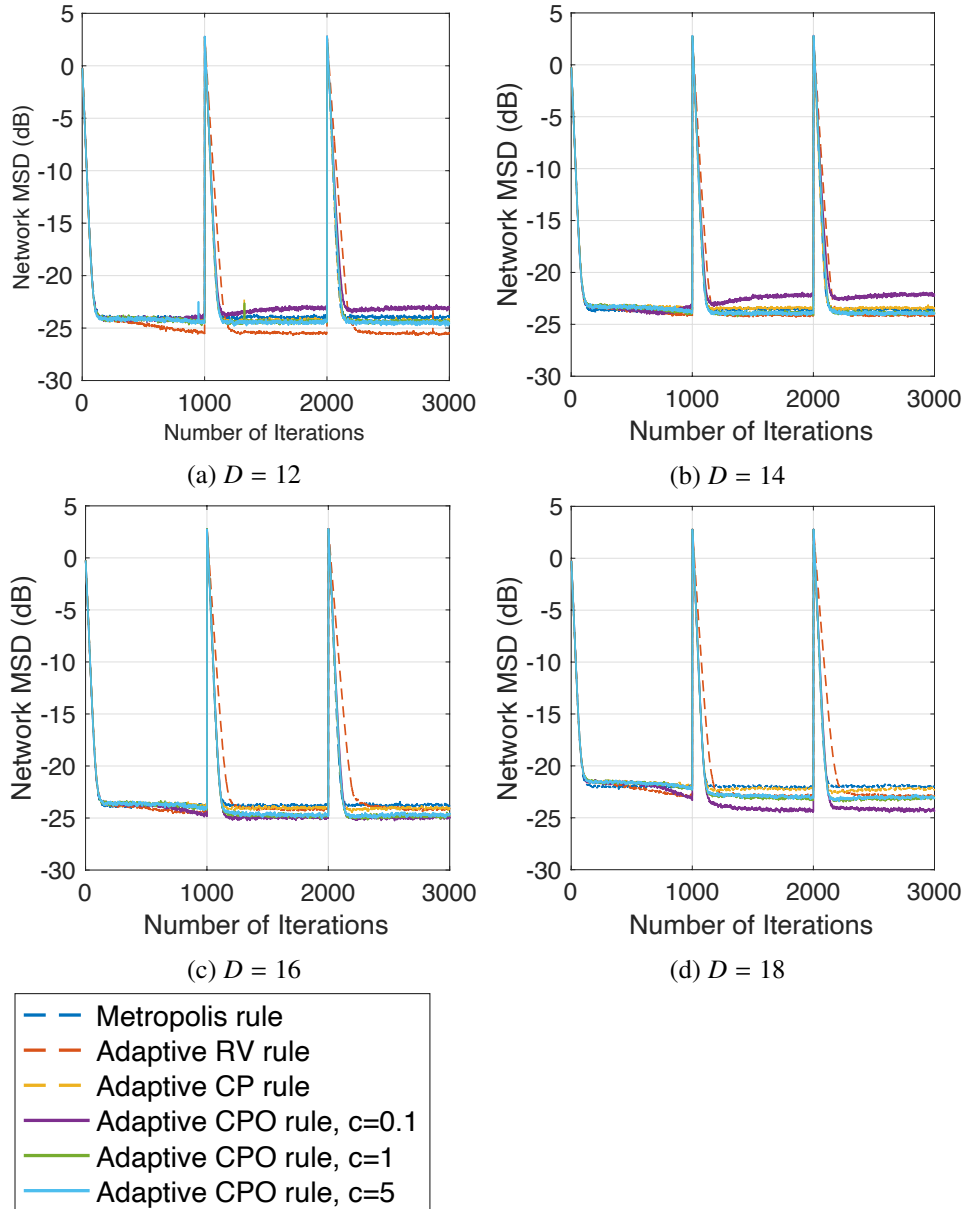 5
0
-5
-10
-15
-20
-25
-30
Network MSD (dB)
0 1000 2000 3000
Number of Iterations
(a) D = 12
5
0
-5
-10
-15
-20
-25
-30
Network MSD (dB)
0 1000 2000 3000
Number of Iterations
(b) D = 14
5
0
-5
-10
-15
-20
-25
-30
Network MSD (dB)
0 1000 2000 3000
Number of Iterations
(c) D = 16
5
0
-5
-10
-15
-20
-25
-30
Network MSD (dB)
0 1000 2000 3000
Number of Iterations
(d) D = 18
Metropolis rule
Adaptive RV rule
Adaptive CP rule
Adaptive CPO rule, c=0.1
Adaptive CPO rule, c=1
Adaptive CPO rule, c=5